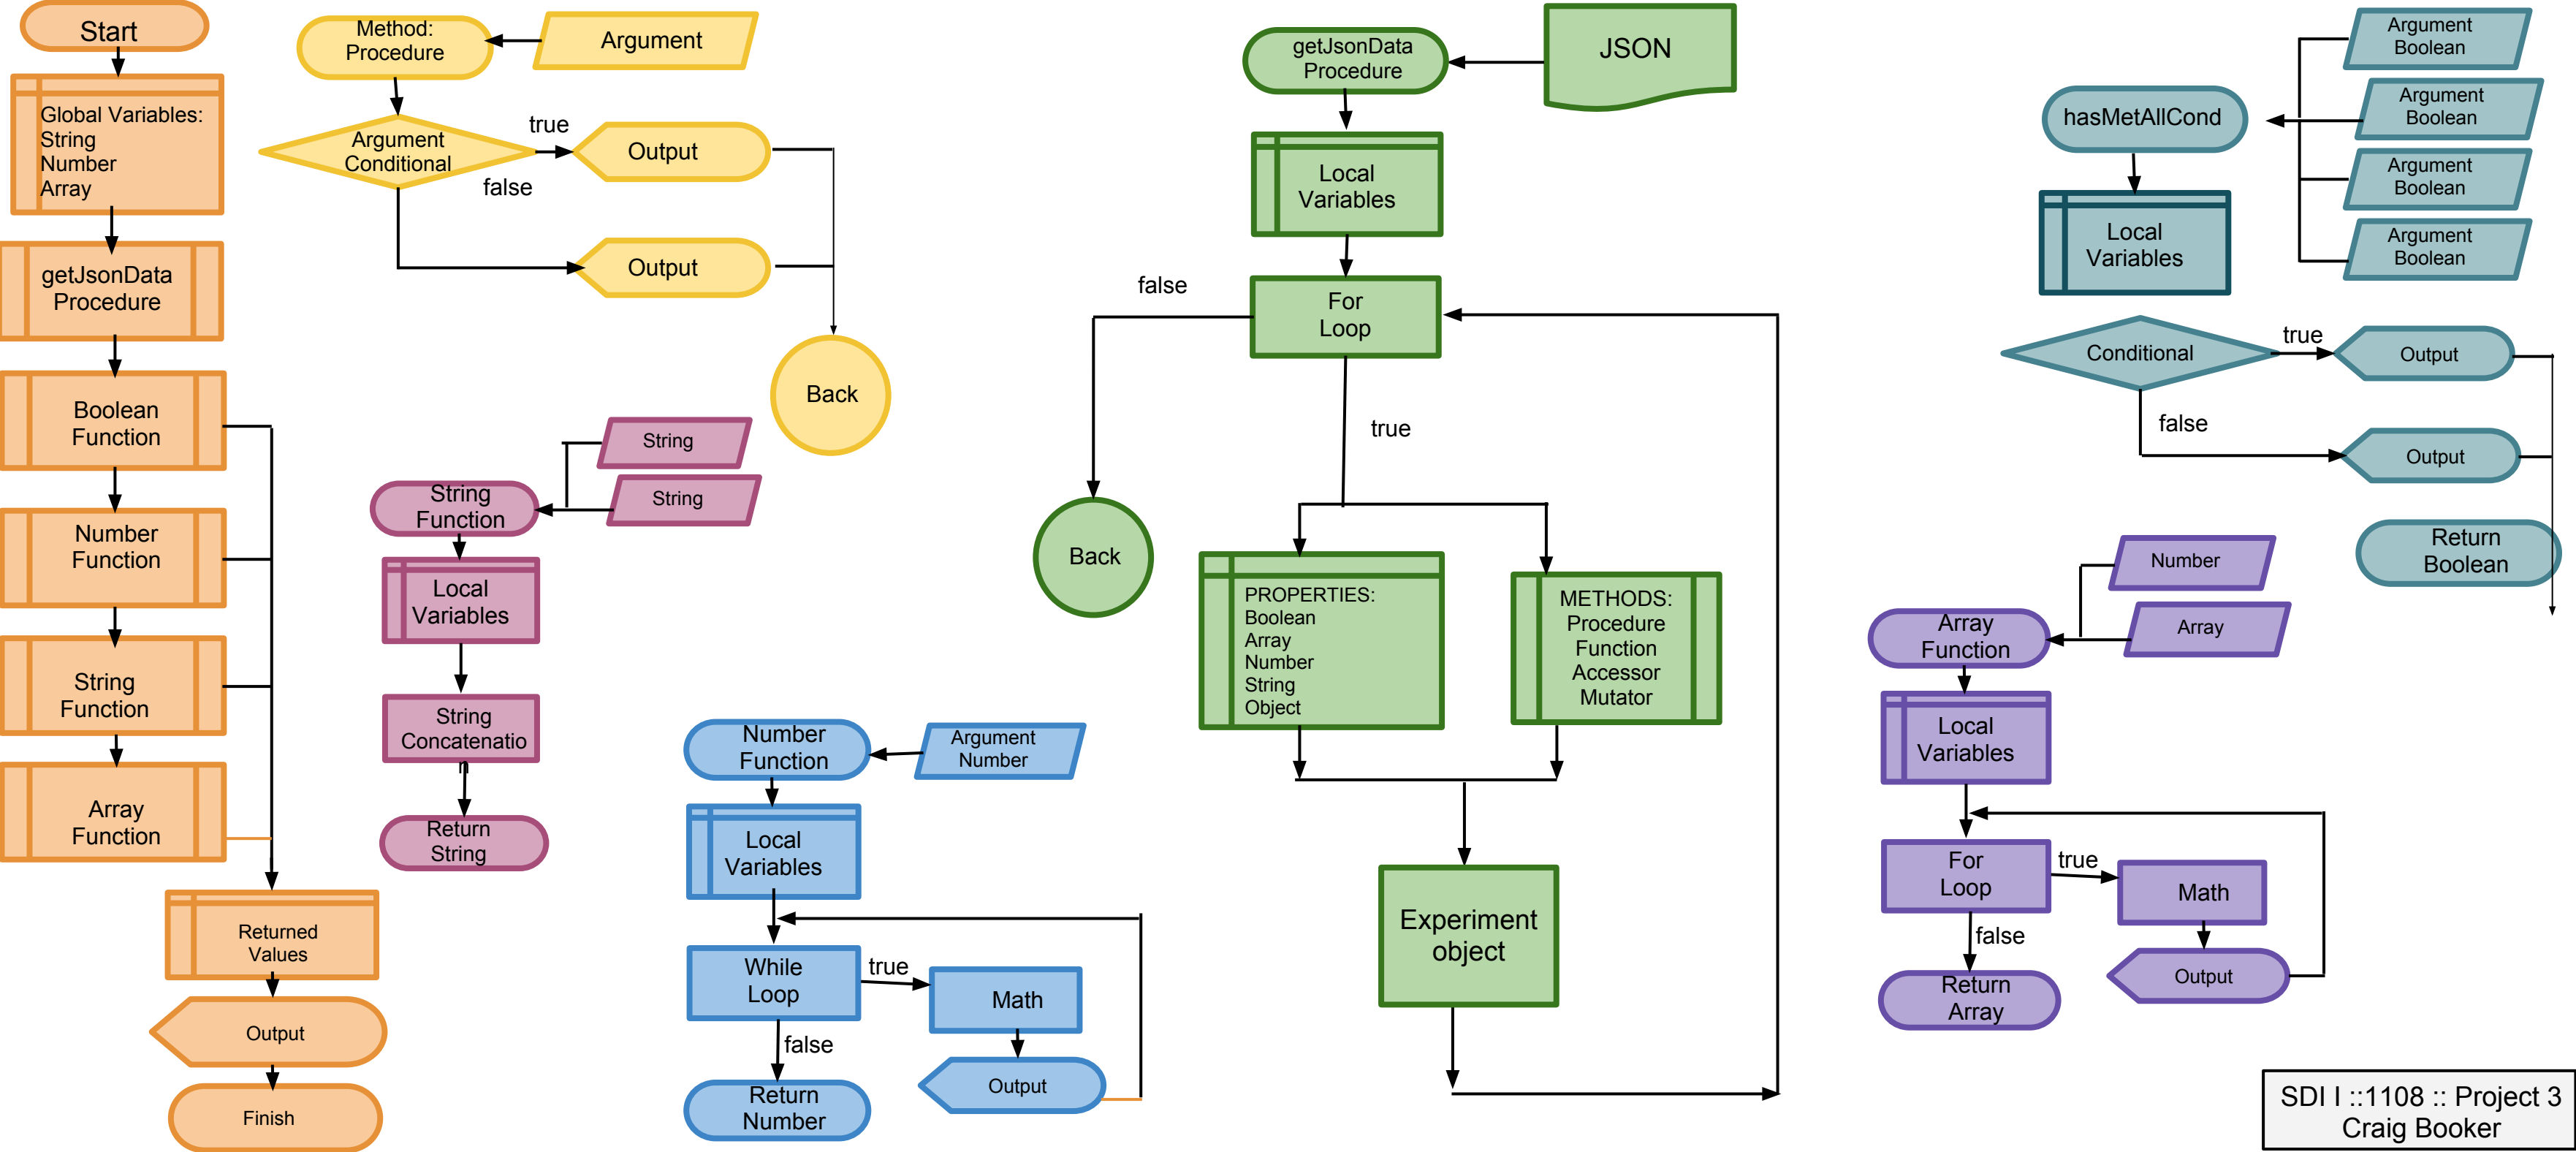 Start
Global Variables:
String
Number
Array
getJsonData
Procedure
Boolean
Function
Number
Function
String
Function
Array
Function
Returned
Values
Output
Finish
Method:
Procedure
Argument
Argument
Conditional
true
false
Output
Output
Back
String
String
String
Function
Local
Variables
String
Concatenatio
n
Return
String
Number
Function
Argument
Number
Local
Variables
While
Loop
true
Math
false
Output
Return
Number
getJsonData
Procedure
JSON
Local
Variables
For
Loop
false
true
Back
PROPERTIES:
Boolean
Array
Number
String
Object
METHODS:
Procedure
Function
Accessor
Mutator
Experiment
object
hasMetAllCond
Argument
Boolean
Argument
Boolean
Argument
Boolean
Argument
Boolean
Local
Variables
Conditional
true
Output
false
Output
Return
Boolean
Number
Array
Array
Function
Local
Variables
For
Loop
true
Math
false
Output
Return
Array
SDI I ::1108 :: Project 3
Craig Booker